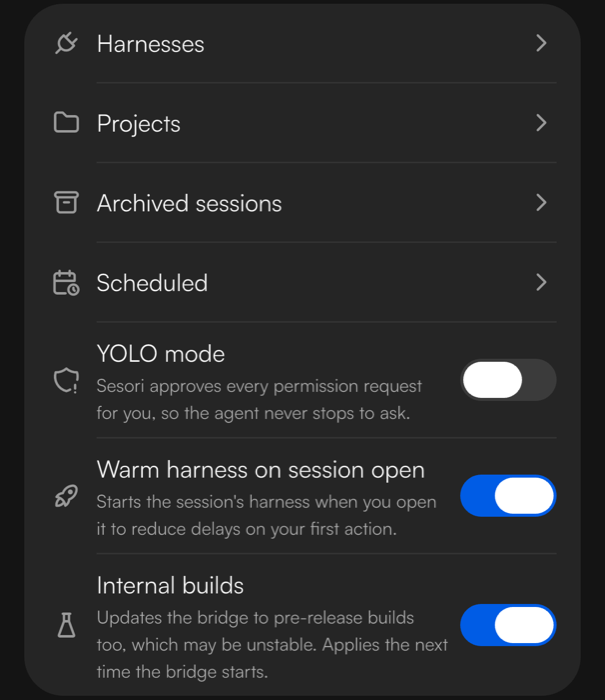 Harnesses
Projects
Archived sessions
Scheduled
YOLO mode
Sesori approves every permission request
for you, so the agent never stops to ask.
Warm harness on session open
Starts the session's harness when you open
it to reduce delays on your first action.
Internal builds
Updates the bridge to pre-release builds
too, which may be unstable. Applies the next
time the bridge starts.